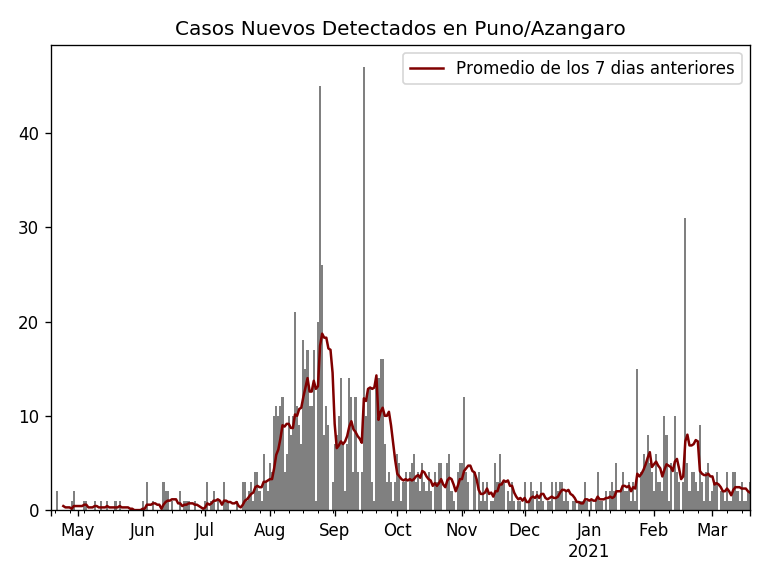 Casos Nuevos Detectados en Puno/Azangaro
Promedio de los 7 dias anteriores
40
30
20
10
0
May Jun Jul Aug Sep Oct Nov Dec Jan Feb Mar
2021